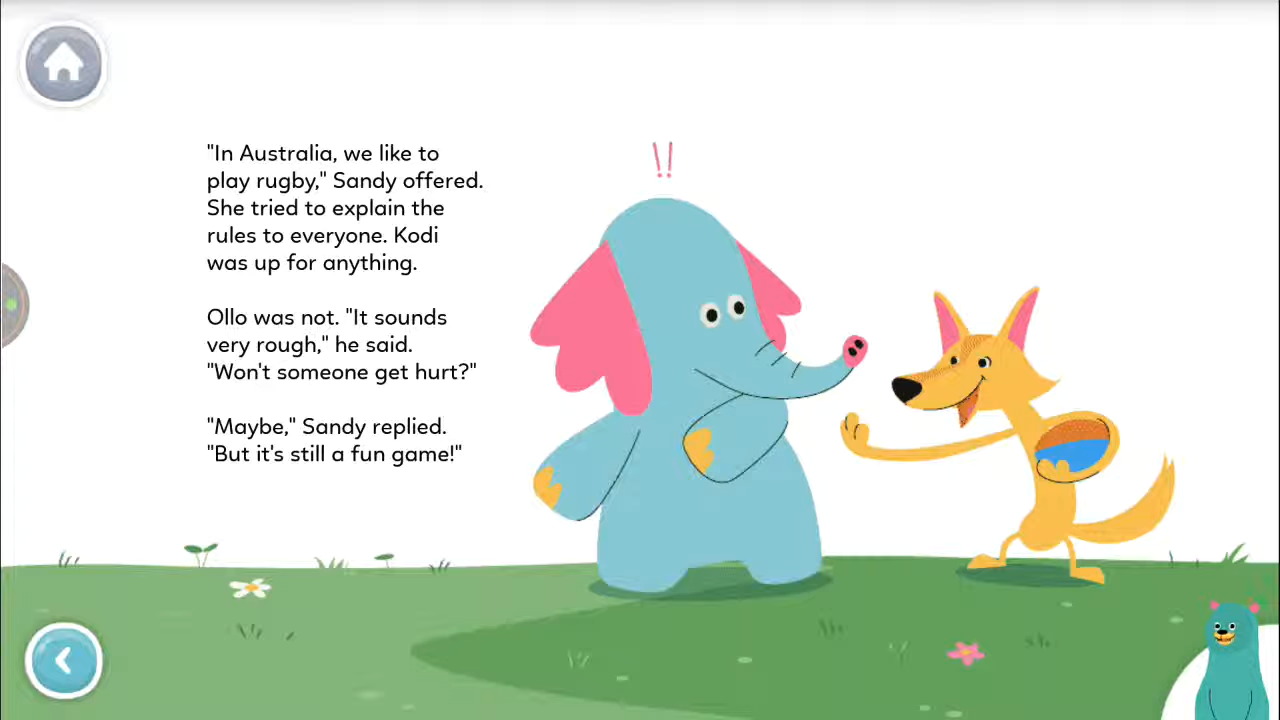 "In Australia, we like to
play rugby," Sandy offered.
She tried to explain the
rules to everyone. Kodi
was up for anything.
Ollo was not. "It sounds
very rough," he said.
"Won't someone get hurt?"
"Maybe," Sandy replied.
"But it's still a fun game!"
!!